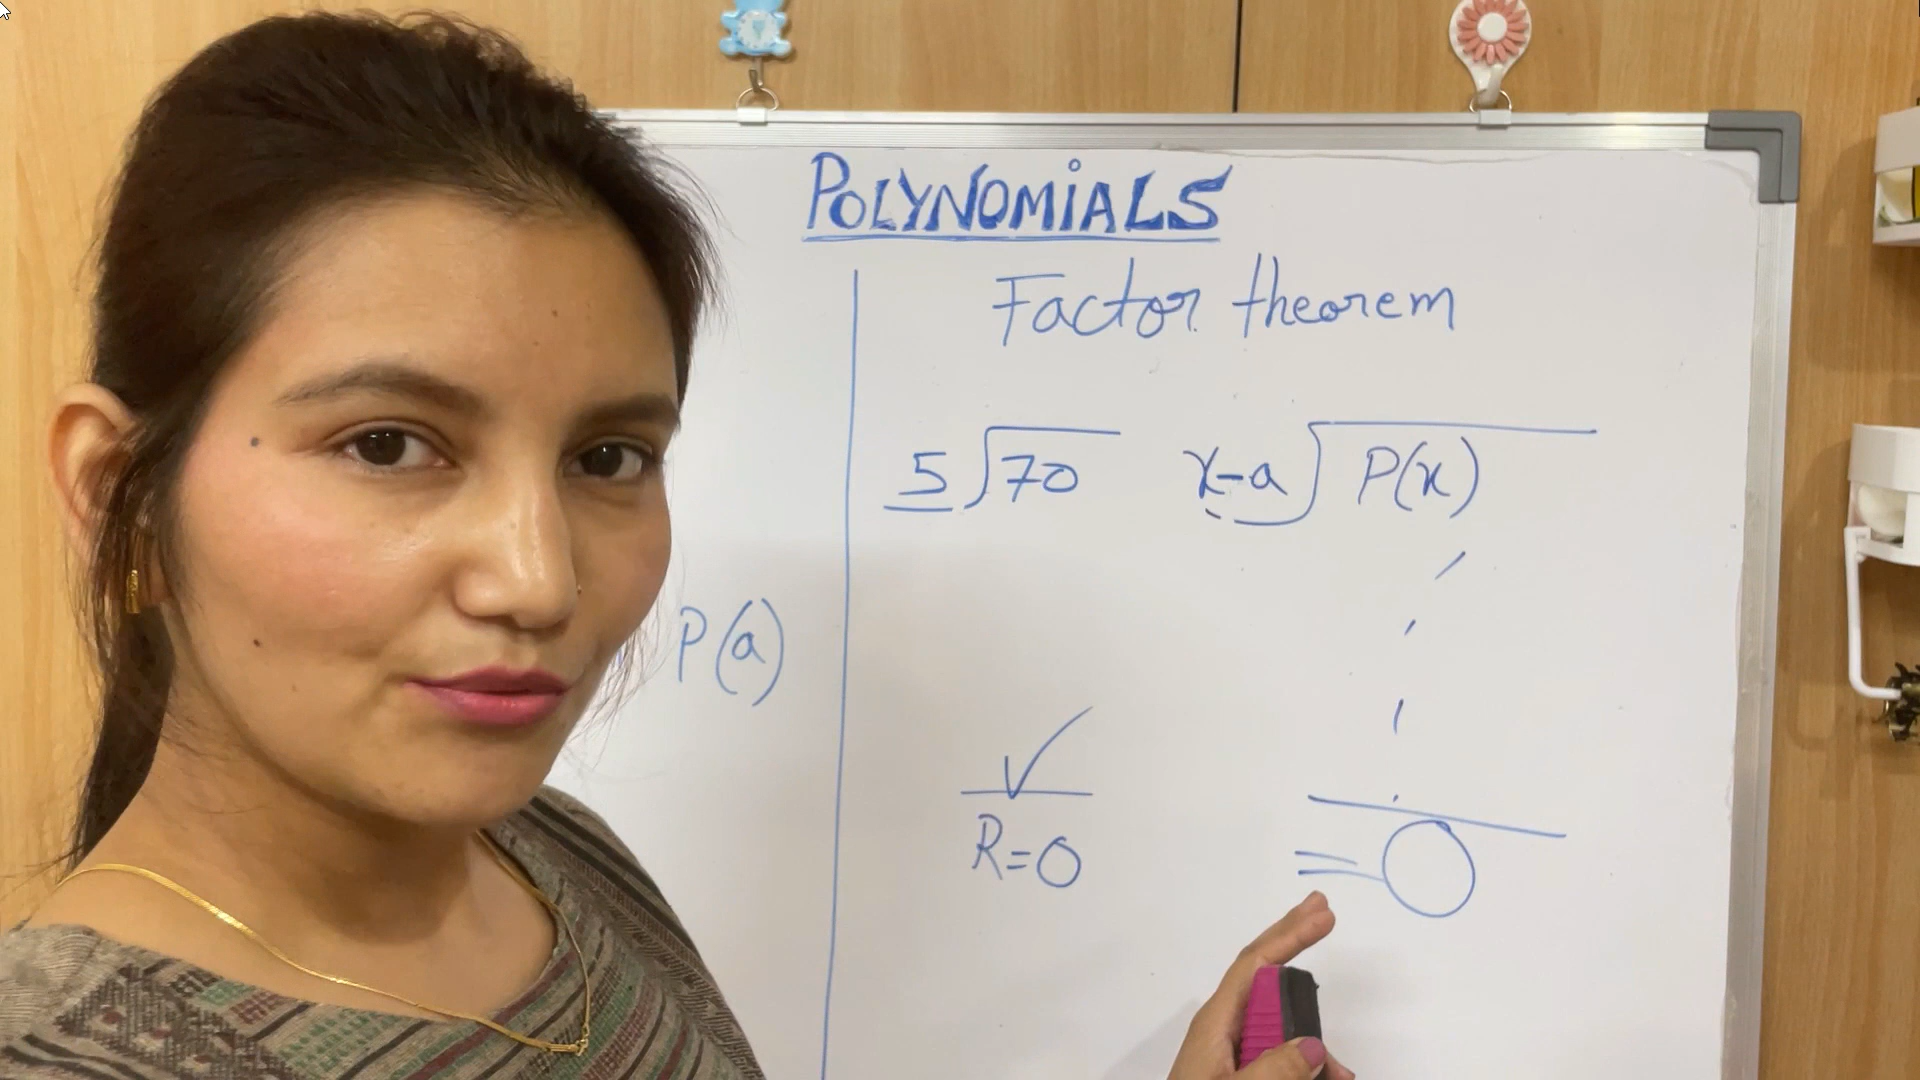 POLYNOMIALS
P(a)
Factor theorem
5)70 x-a) P(x)
R=0 =0